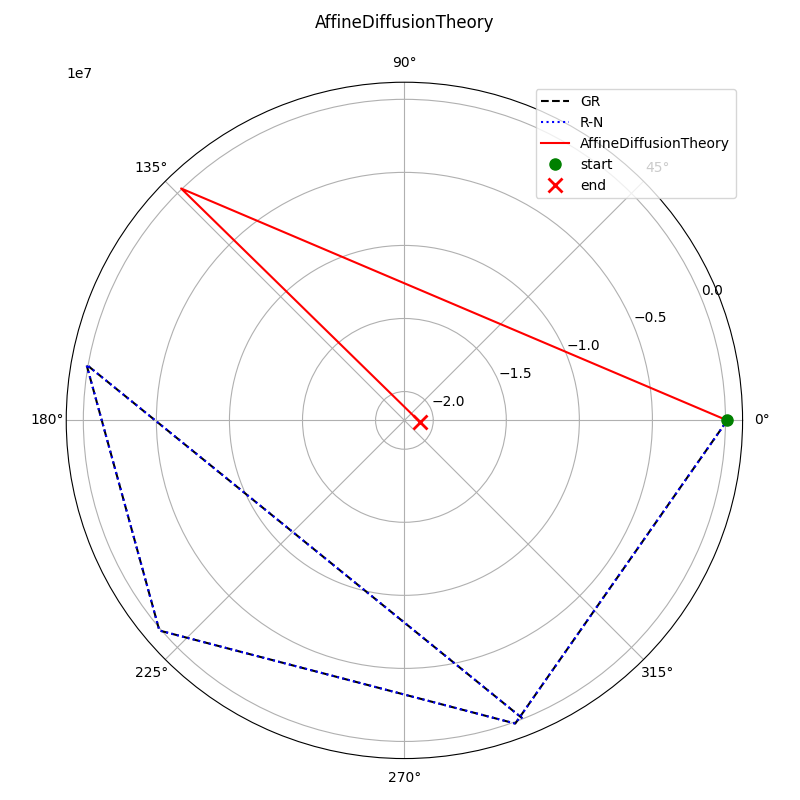 AffineDiffusionTheory
90°
1e7
GR
R-N
AffineDiffusionTheory
start
end
135°
45°
0.0
−0.5
−1.0
−1.5
−2.0
180°
0°
225°
315°
270°